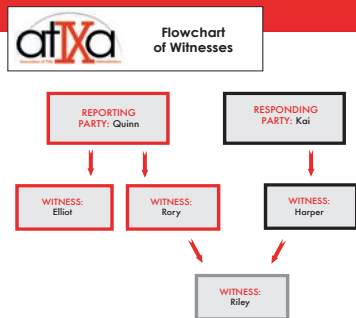 atIXa
Association of Title IX Administrators
Flowchart
of Witnesses
REPORTING
PARTY: Quinn
RESPONDING
PARTY: Kai
WITNESS:
Elliot
WITNESS:
Rory
WITNESS:
Harper
WITNESS:
Riley